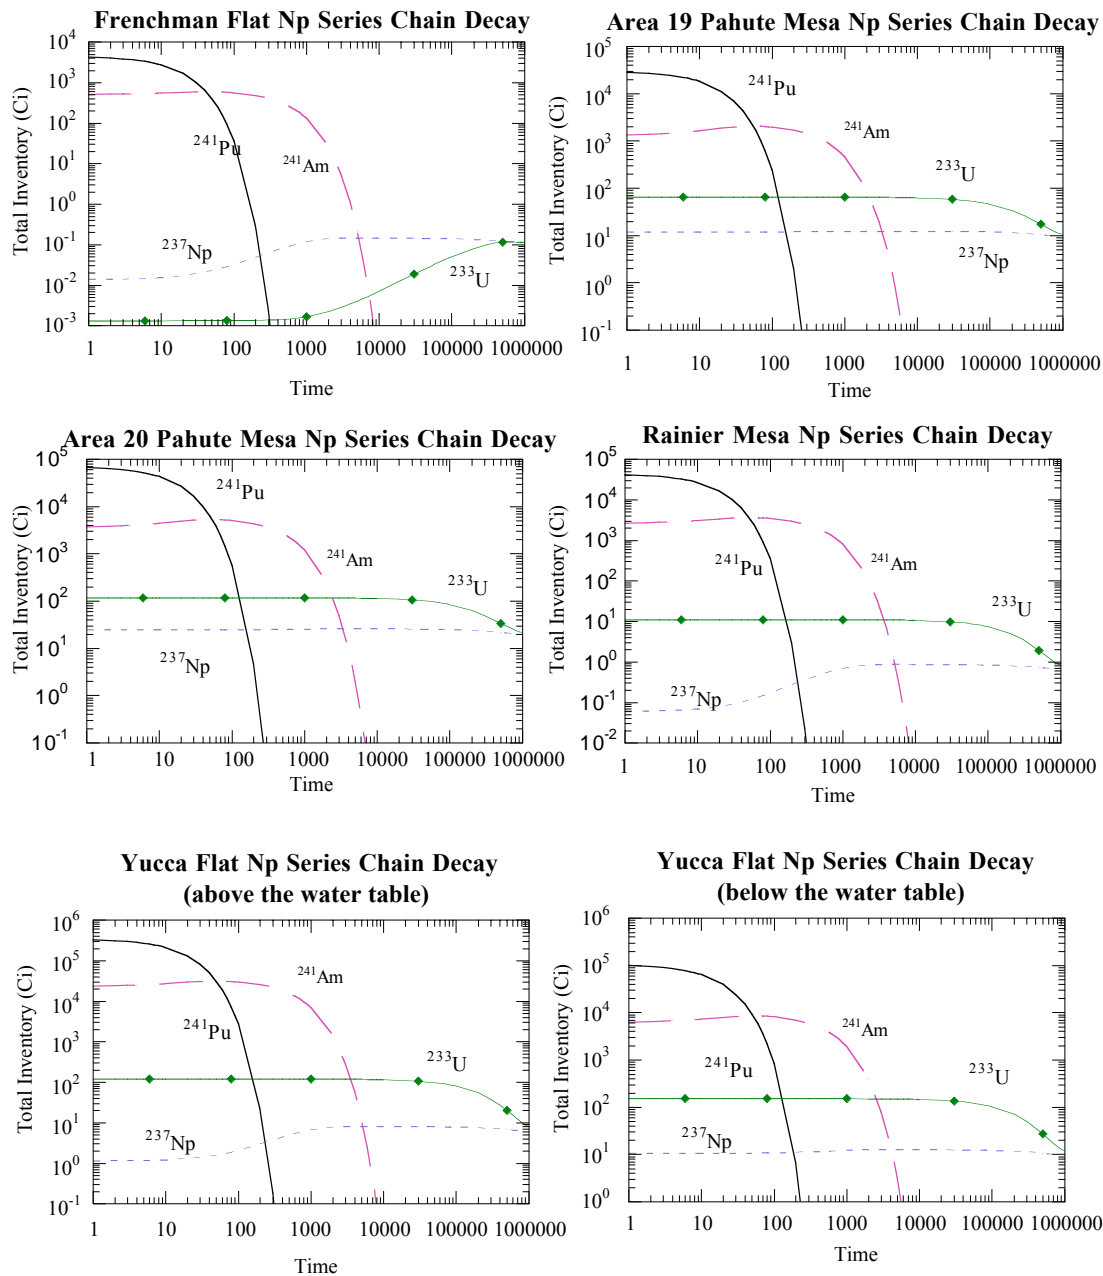 Frenchman Flat Np Series Chain Decay
Total Inventory (Ci)
10^4
10^3
10^2
10^1
10^0
10^-1
10^-2
10^-3
^241Pu
^241Am
^237Np
^233U
1 10 100 1000 10000 1000000
Time
Area 19 Pahute Mesa Np Series Chain Decay
Total Inventory (Ci)
10^5
10^4
10^3
10^2
10^1
10^0
10^-1
^241Pu
^241Am
^233U
^237Np
1 10 100 1000 10000 100000 1000000
Time
Area 20 Pahute Mesa Np Series Chain Decay
Total Inventory (Ci)
10^5
10^4
10^3
10^2
10^1
10^0
10^-1
^241Pu
^241Am
^233U
^237Np
1 10 100 1000 10000 1000000
Time
Rainier Mesa Np Series Chain Decay
Total Inventory (Ci)
10^5
10^4
10^3
10^2
10^1
10^0
10^-1
10^-2
^241Pu
^241Am
^233U
^237Np
1 10 100 1000 10000 100000 1000000
Time
Yucca Flat Np Series Chain Decay
(above the water table)
Total Inventory (Ci)
10^6
10^5
10^4
10^3
10^2
10^1
10^0
10^-1
^241Am
^241Pu
^233U
^237Np
1 10 100 1000 10000 1000000
Time
Yucca Flat Np Series Chain Decay
(below the water table)
Total Inventory (Ci)
10^6
10^5
10^4
10^3
10^2
10^1
10^0
^241Am
^241Pu
^233U
^237Np
1 10 100 1000 10000 100000 1000000
Time